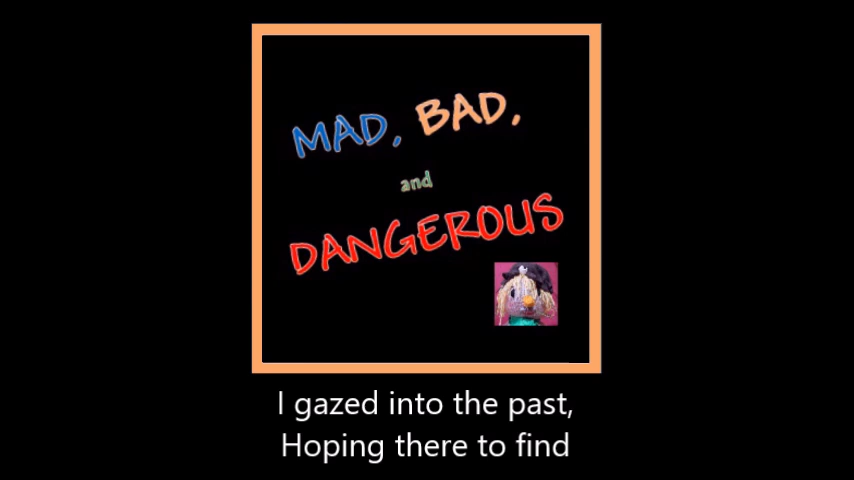 MAD, BAD,
and
DANGEROUS
I gazed into the past,
Hoping there to find